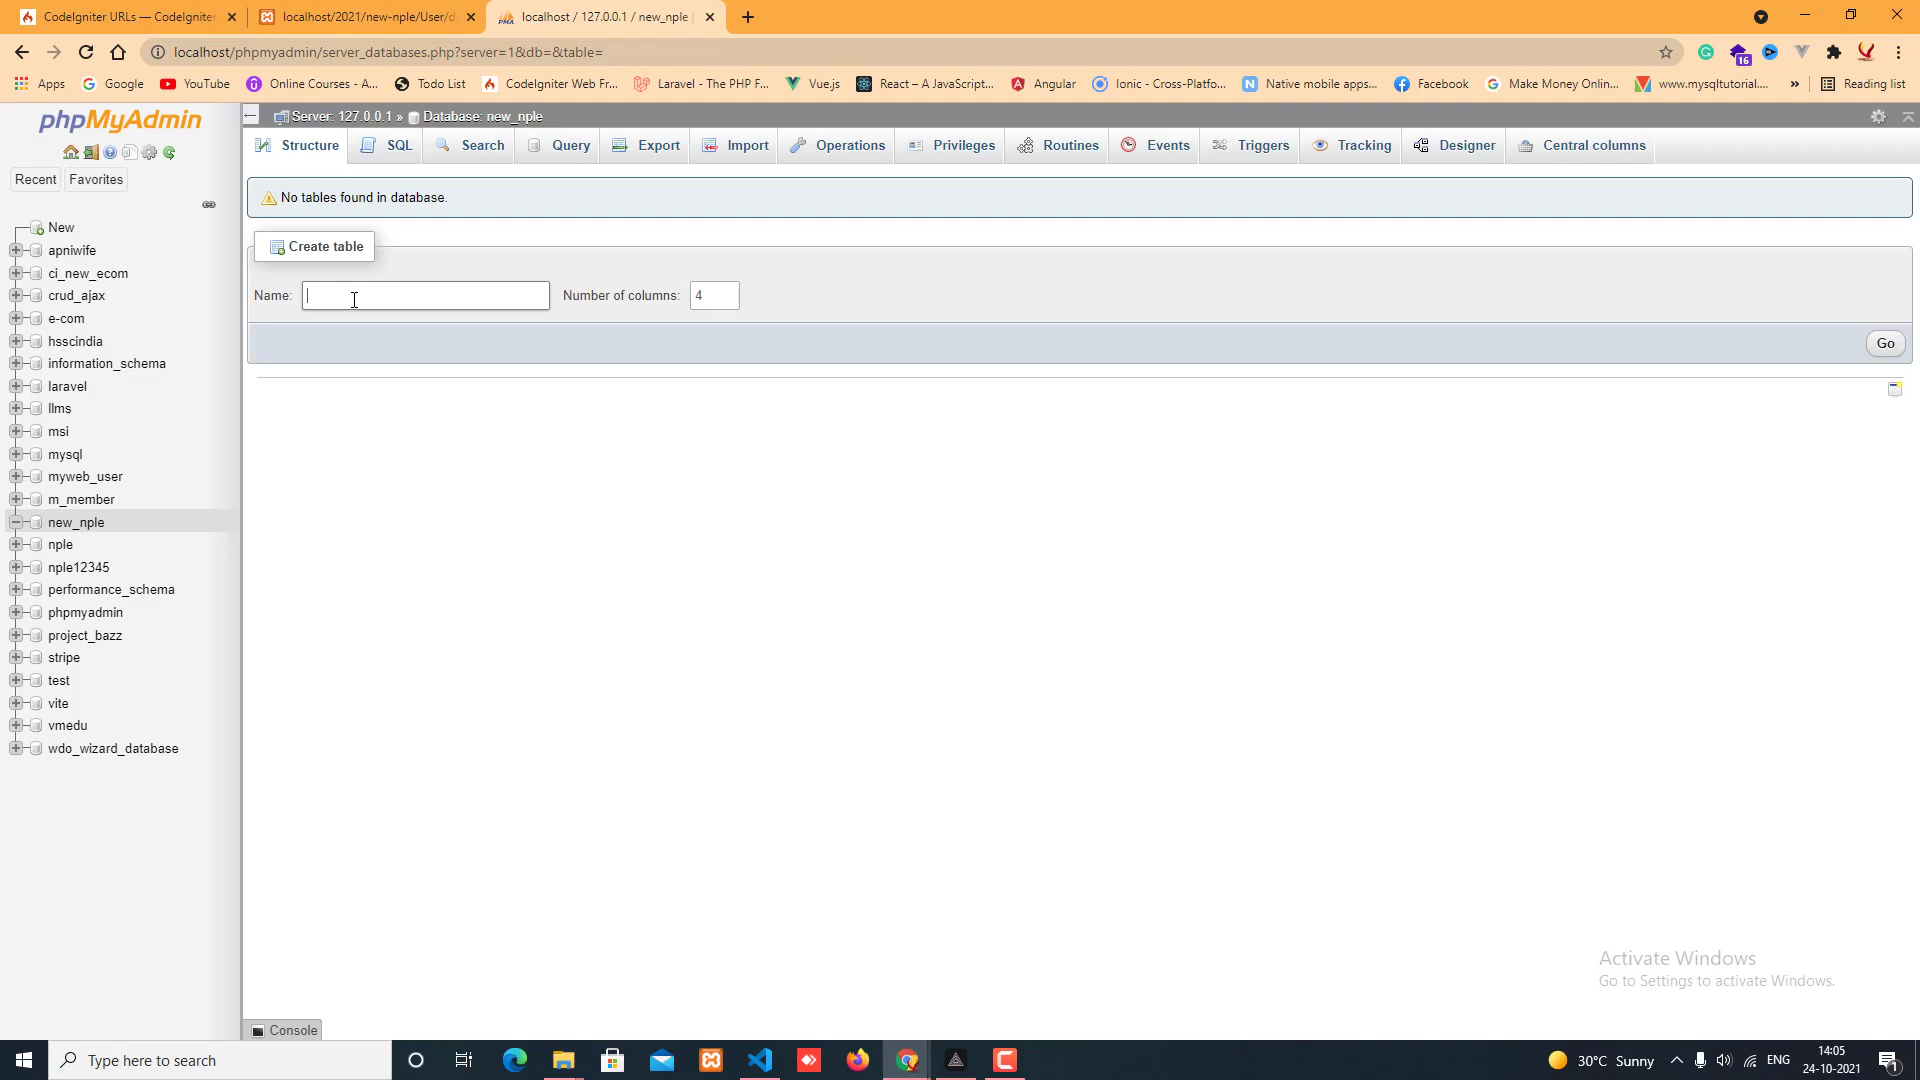 CodeIgniter URLs — CodeIgniter
localhost/2021/new-nple/User/d
localhost / 127.0.0.1 / new_nple
localhost/phpmyadmin/server_databases.php?server=1&db=&table=
16
Apps
Google
YouTube
Online Courses - A...
Todo List
CodeIgniter Web Fr...
Laravel - The PHP F...
Vue.js
React – A JavaScript...
Angular
Ionic - Cross-Platfo...
Native mobile apps...
Facebook
Make Money Onlin...
www.mysqltutorial....
»
Reading list
phpMyAdmin
Recent
Favorites
New
apniwife
ci_new_ecom
crud_ajax
e-com
hsscindia
information_schema
laravel
llms
msi
mysql
myweb_user
m_member
new_nple
nple
nple12345
performance_schema
phpmyadmin
project_bazz
stripe
test
vite
vmedu
wdo_wizard_database
Server: 127.0.0.1 » Database: new_nple
Structure
SQL
Search
Query
Export
Import
Operations
Privileges
Routines
Events
Triggers
Tracking
Designer
Central columns
No tables found in database.
Create table
Name:
Number of columns: 4
Go
Console
Activate Windows
Go to Settings to activate Windows.
Type here to search
30°C Sunny
ENG
14:05
24-10-2021
1